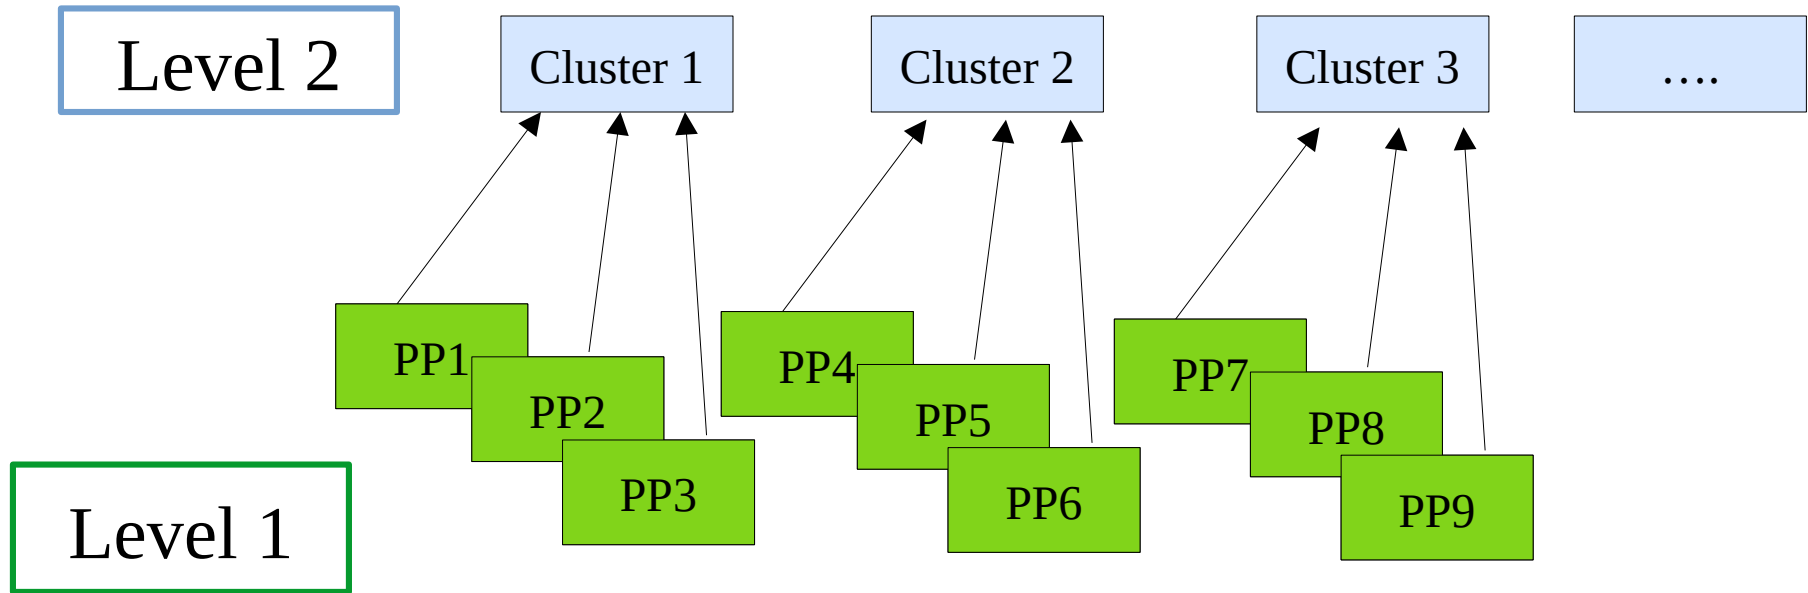 Level 2
Cluster 1
Cluster 2
Cluster 3
....
PP1
PP2
PP3
PP4
PP5
PP6
PP7
PP8
PP9
Level 1